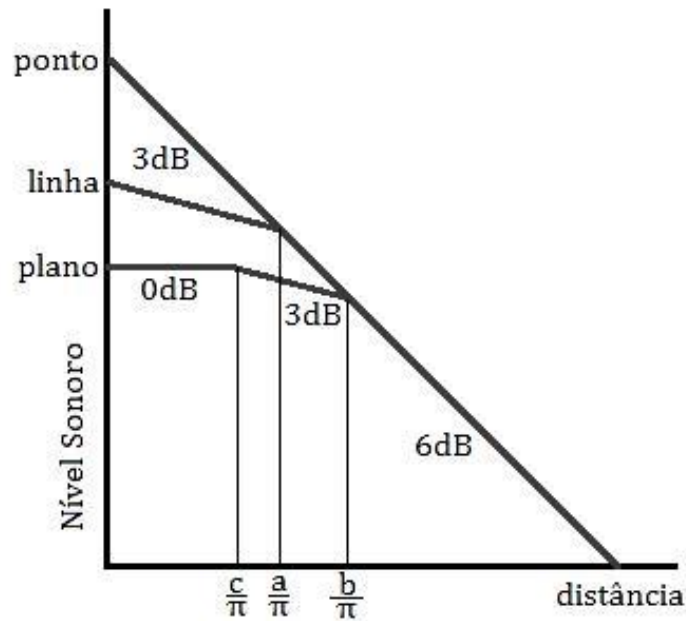 ponto
3dB
linha
plano
0dB
3dB
Nível Sonoro
6dB
c/π
a/π
b/π
distância